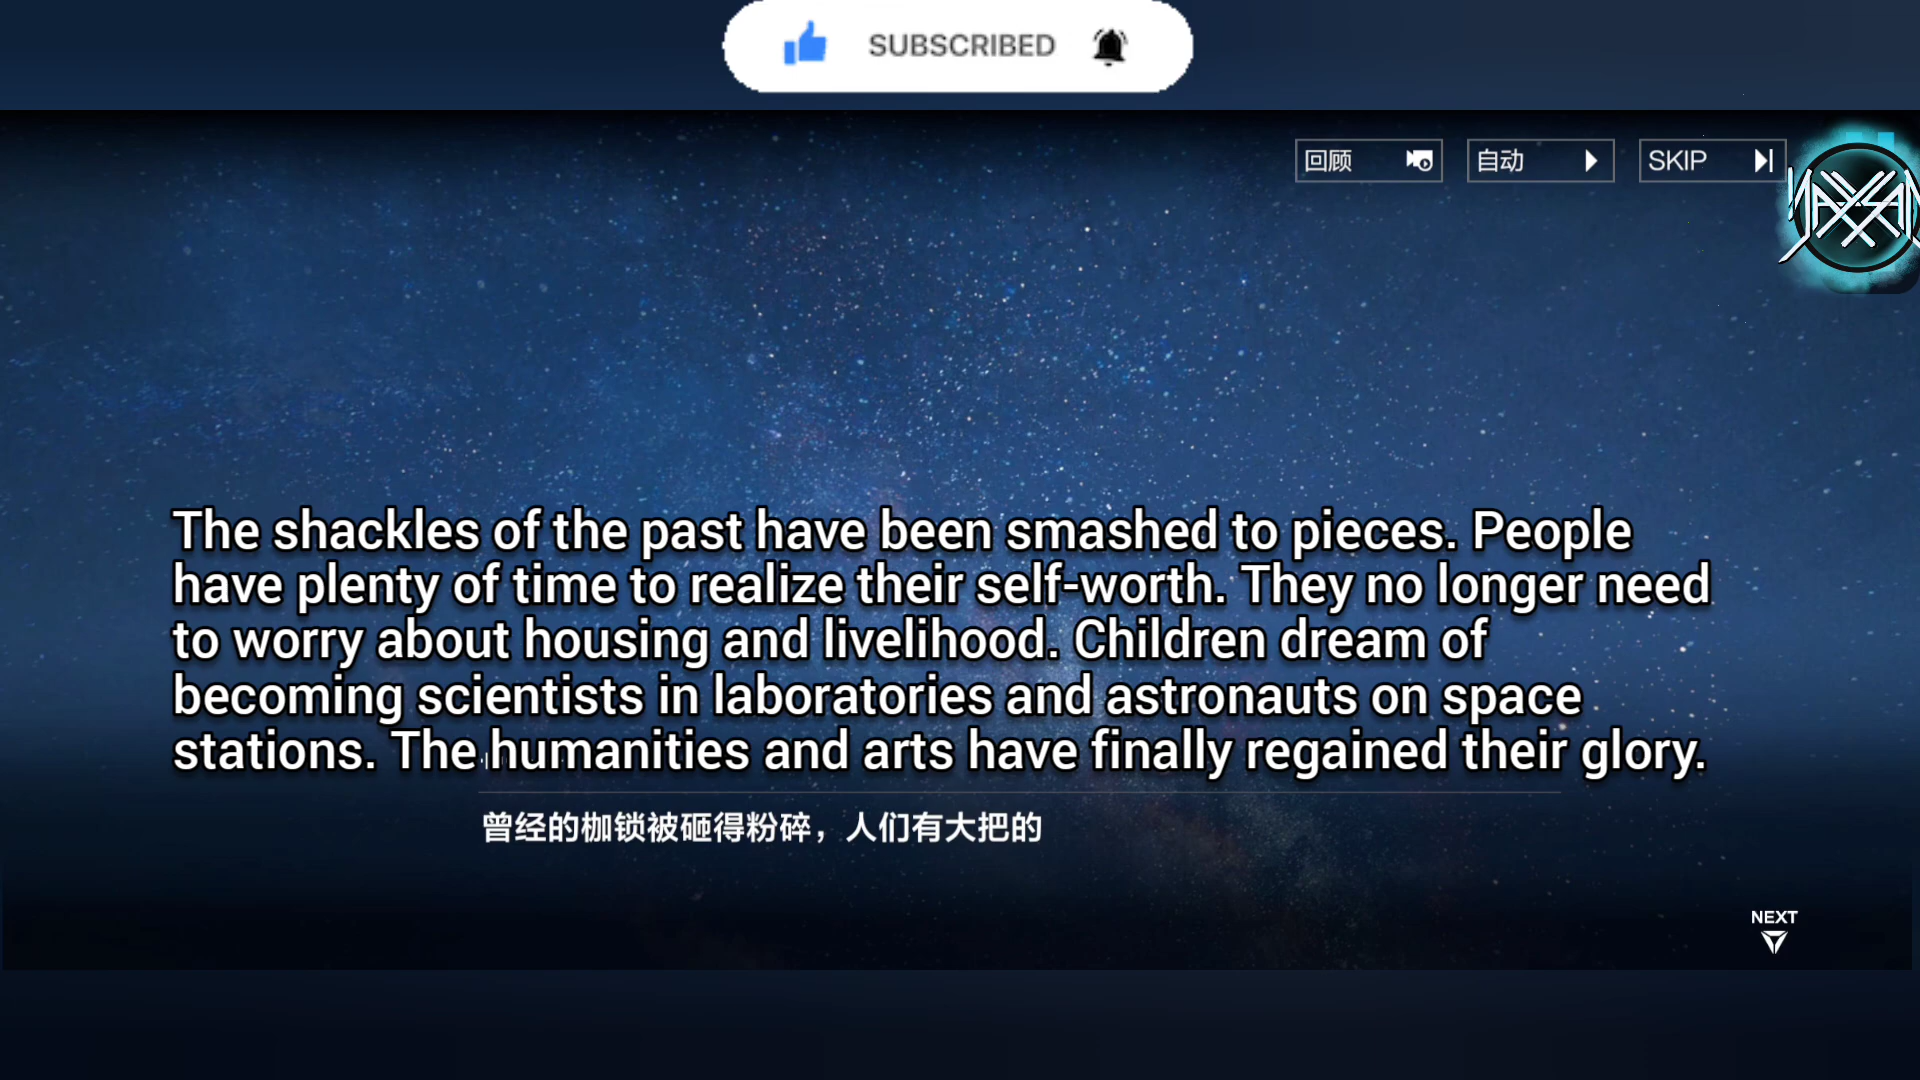 SUBSCRIBED
回顾
自动
SKIP
The shackles of the past have been smashed to pieces. People
have plenty of time to realize their self-worth. They no longer need
to worry about housing and livelihood. Children dream of
becoming scientists in laboratories and astronauts on space
stations. The humanities and arts have finally regained their glory.
曾经的枷锁被砸得粉碎，人们有大把的
NEXT